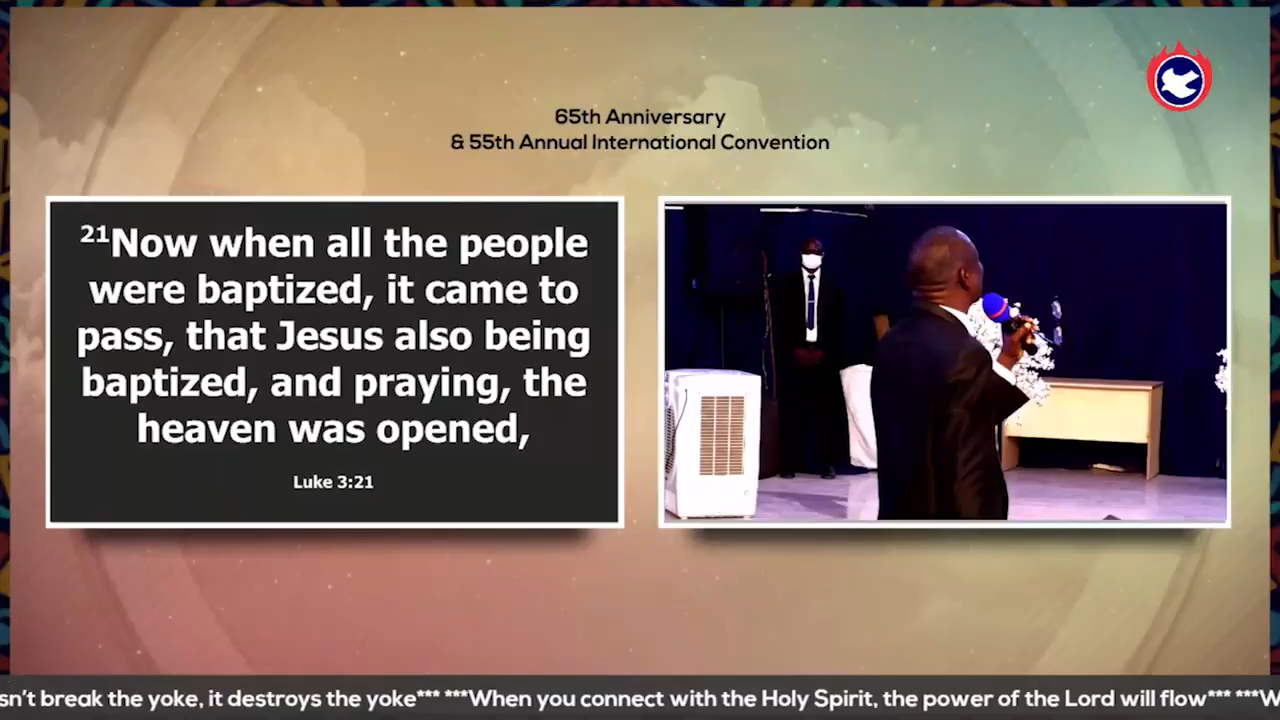 65th Anniversary
& 55th Annual International Convention
21Now when all the people
were baptized, it came to
pass, that Jesus also being
baptized, and praying, the
heaven was opened,
Luke 3:21
sn't break the yoke, it destroys the yoke*** ***When you connect with the Holy Spirit, the power of the Lord will flow*** ***W